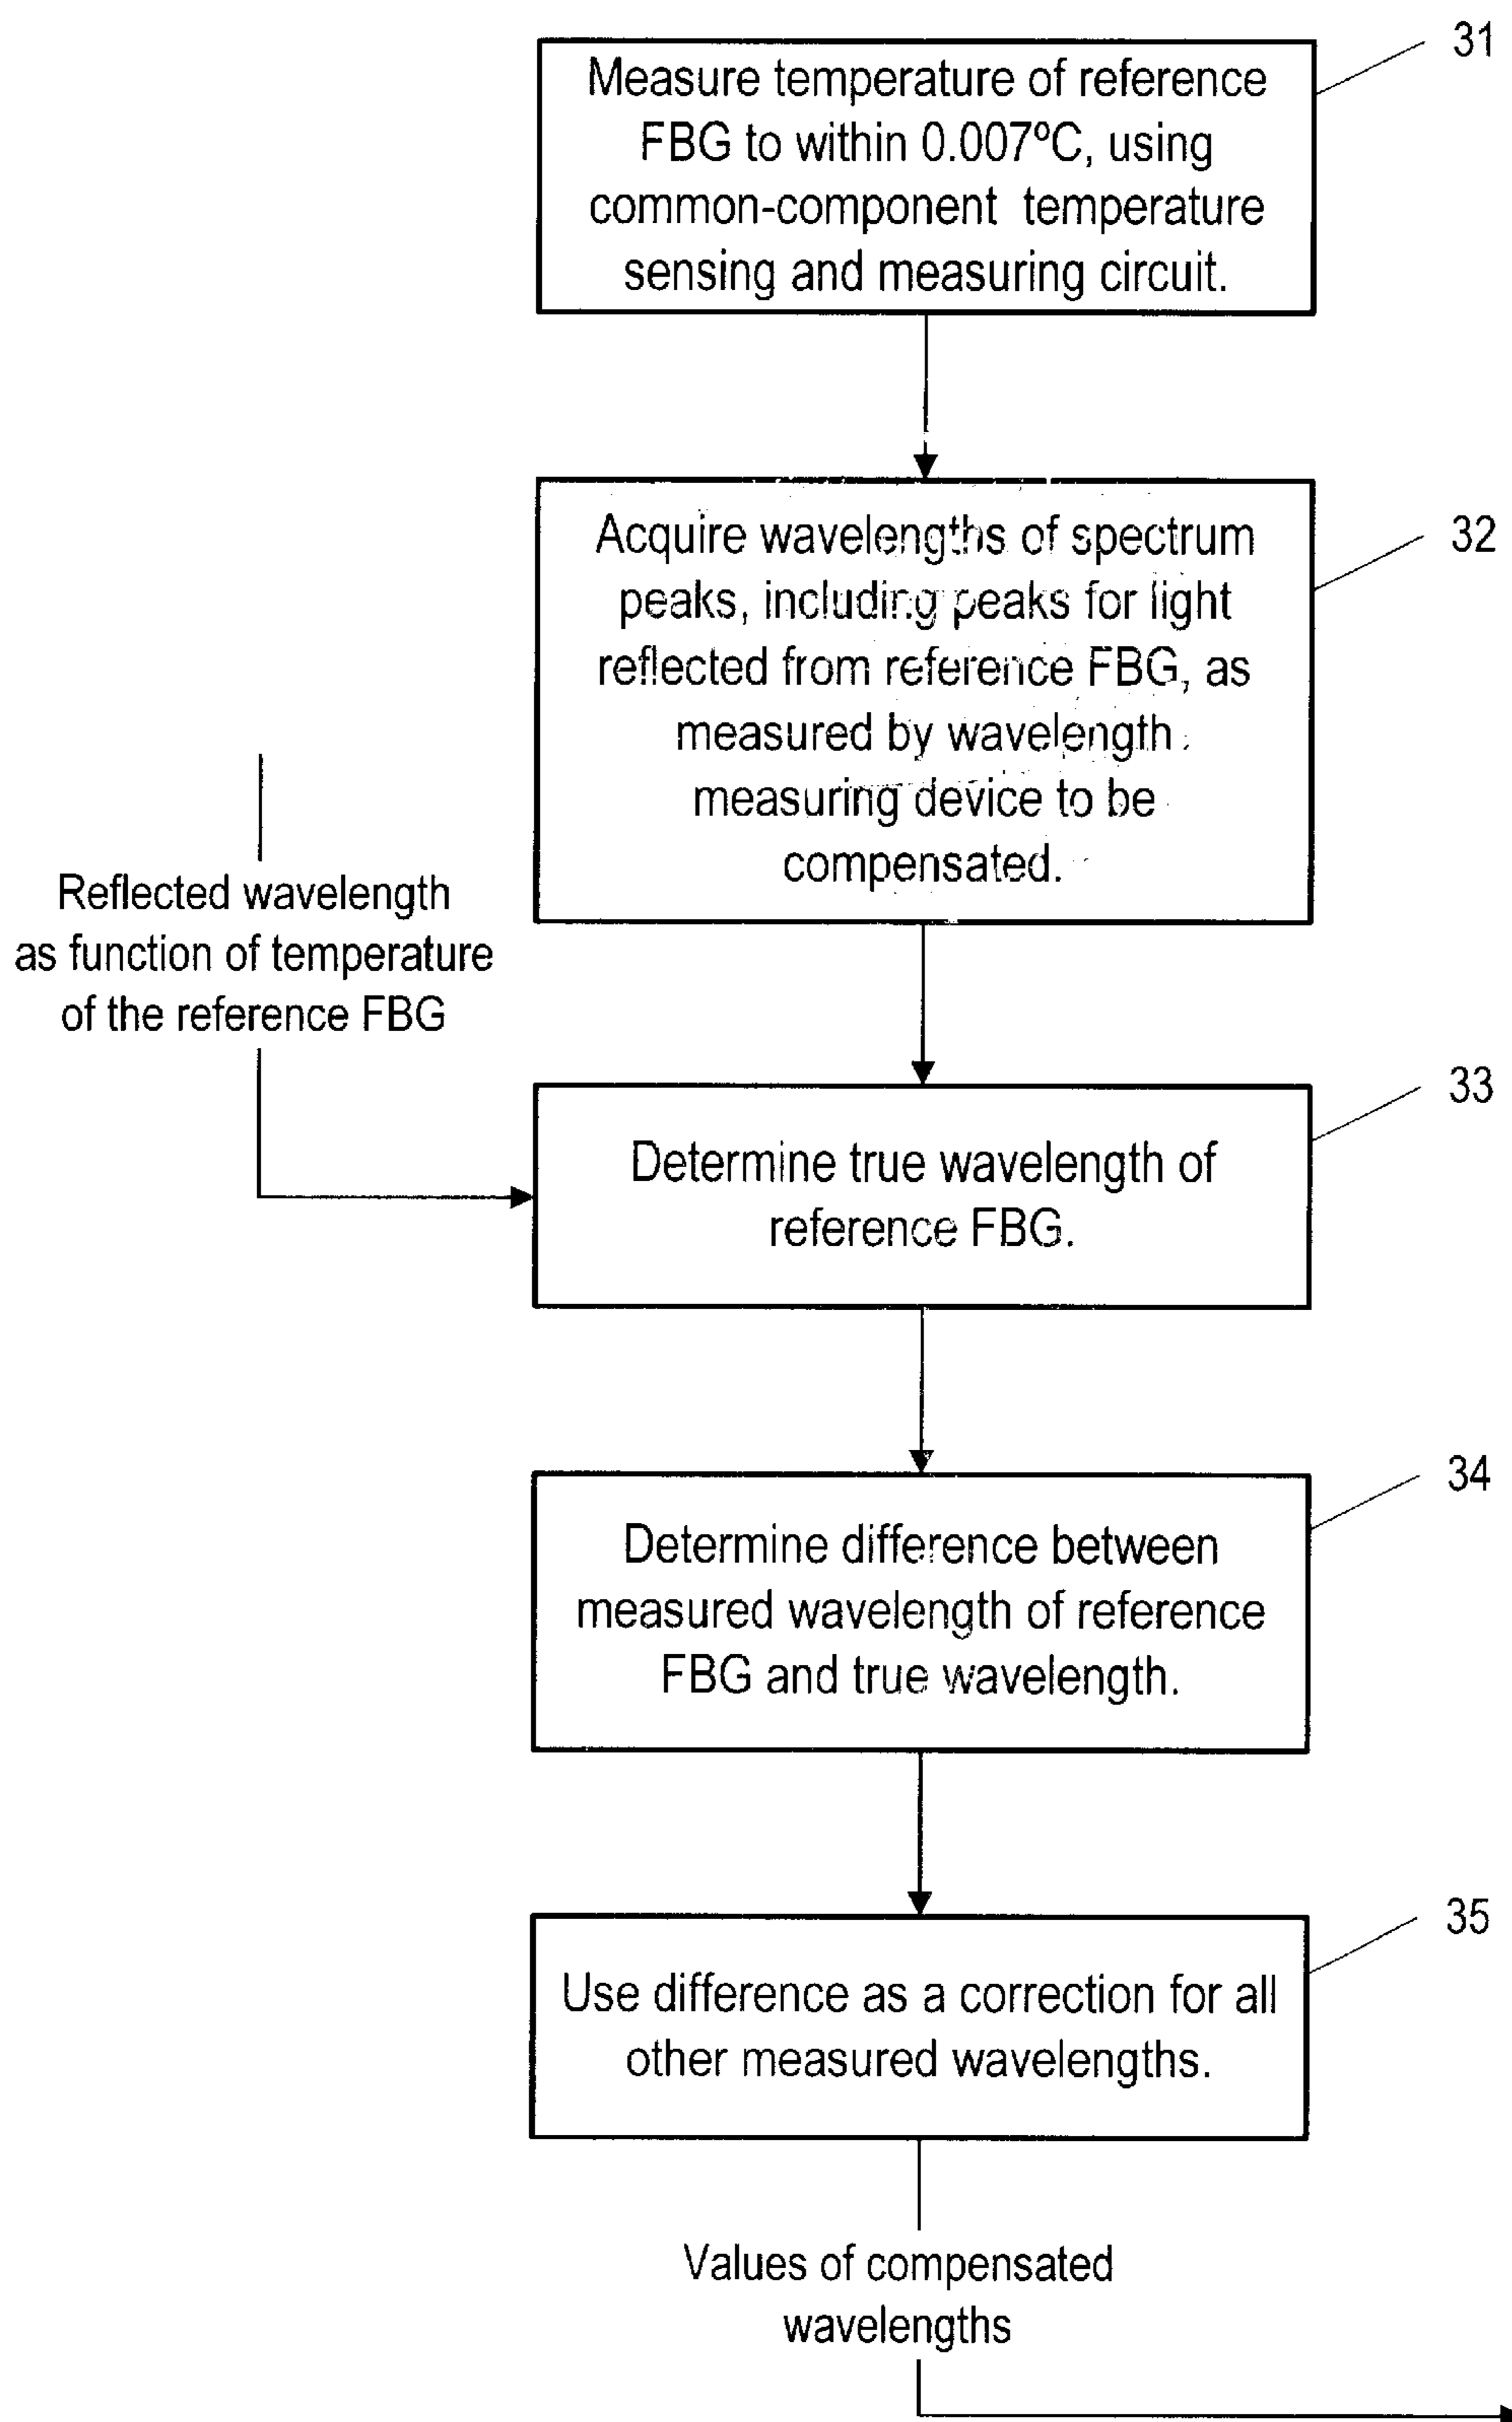 31
Measure temperature of reference
FBG to within 0.007ºC, using
common-component temperature
sensing and measuring circuit.
32
Acquire wavelengths of spectrum
peaks, including peaks for light
reflected from reference FBG, as
measured by wavelength
measuring device to be
compensated.
Reflected wavelength
as function of temperature
of the reference FBG
33
Determine true wavelength of
reference FBG.
34
Determine difference between
measured wavelength of reference
FBG and true wavelength.
35
Use difference as a correction for all
other measured wavelengths.
Values of compensated
wavelengths